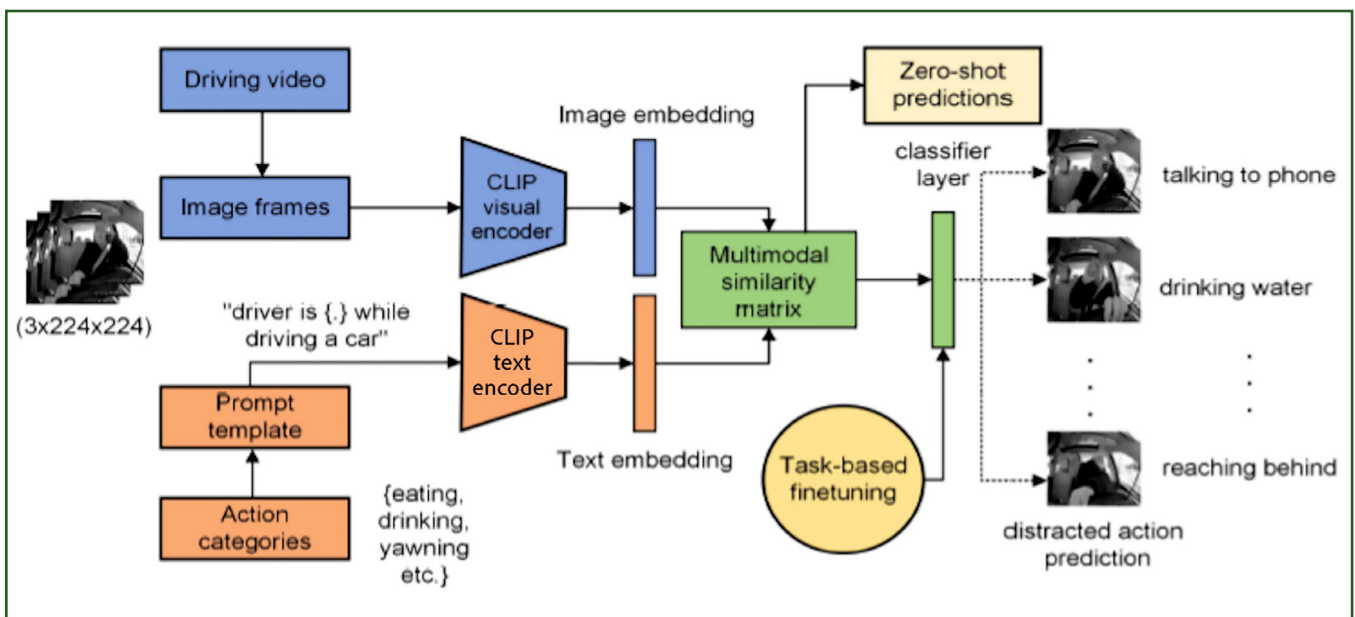 Driving video
Image frames
(3x224x224)
"driver is {.} while
driving a car"
Prompt
template
Action
categories
{eating,
drinking,
yawning
etc.}
CLIP
visual
encoder
CLIP
text
encoder
Image embedding
Text embedding
Multimodal
similarity
matrix
Zero-shot
predictions
classifier
layer
Task-based
finetuning
talking to phone
drinking water
reaching behind
distracted action
prediction